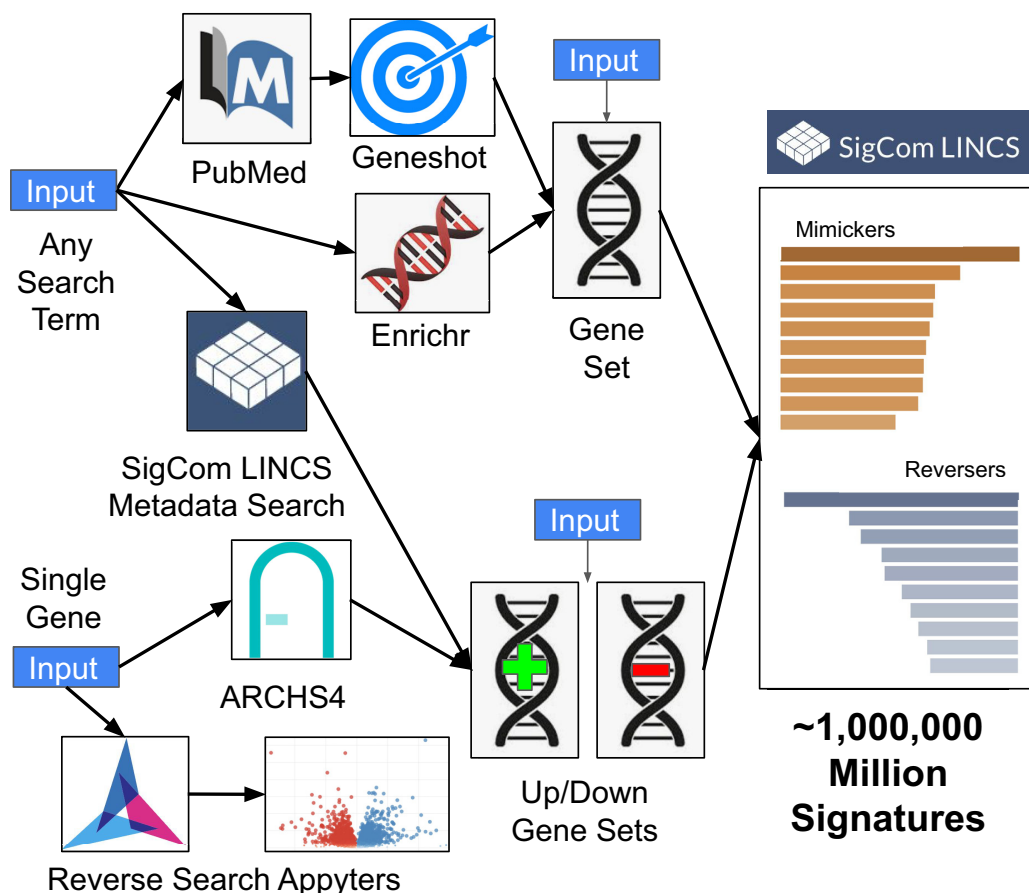 Input
Any
Search
Term
M
PubMed
Geneshot
Enrichr
SigCom LINCS
Metadata Search
Input
Gene
Set
Single
Gene
Input
ARCHS4
Reverse Search Appyters
Input
Up/Down
Gene Sets
SigCom LINCS
Mimickers
Reversers
~1,000,000
Million
Signatures